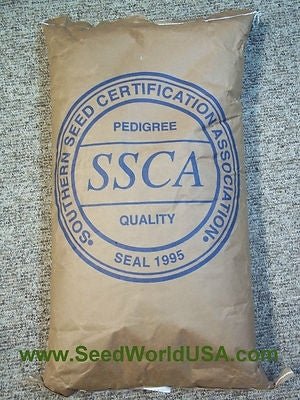 •SOUTHERN SEED CERTIFICATION ASSOCIATION•
PEDIGREE
SSCA
QUALITY
SEAL 1995
www.SeedWorldUSA.com